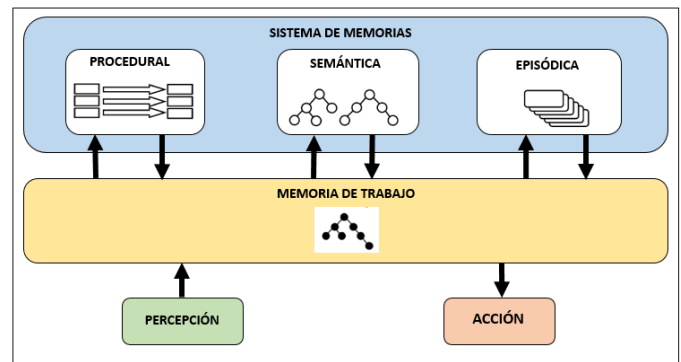 SISTEMA DE MEMORIAS
PROCEDURAL
SEMÁNTICA
EPISÓDICA
MEMORIA DE TRABAJO
PERCEPCIÓN
ACCIÓN